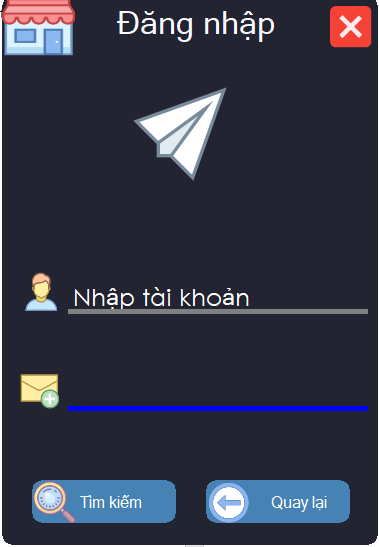 Đăng nhập
Nhập tài khoản
Tìm kiếm
Quay lại